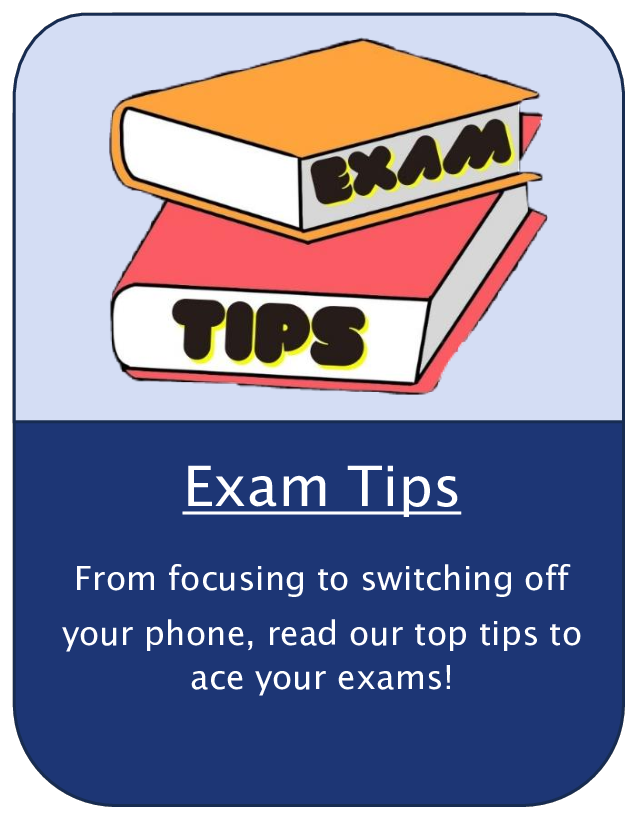 EXAM
TIPS
Exam Tips
From focusing to switching off
your phone, read our top tips to
ace your exams!